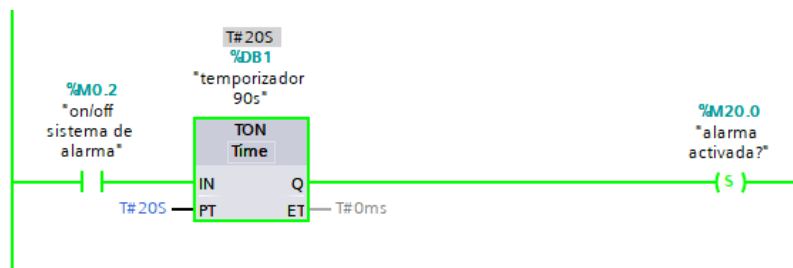 T#20S
%DB1
"temporizador
90s"
%M0.2
"on/off
sistema de
alarma"
TON
Time
%M20.0
"alarma
activada?"
IN
Q
S
T#20S
PT
ET
T#0ms